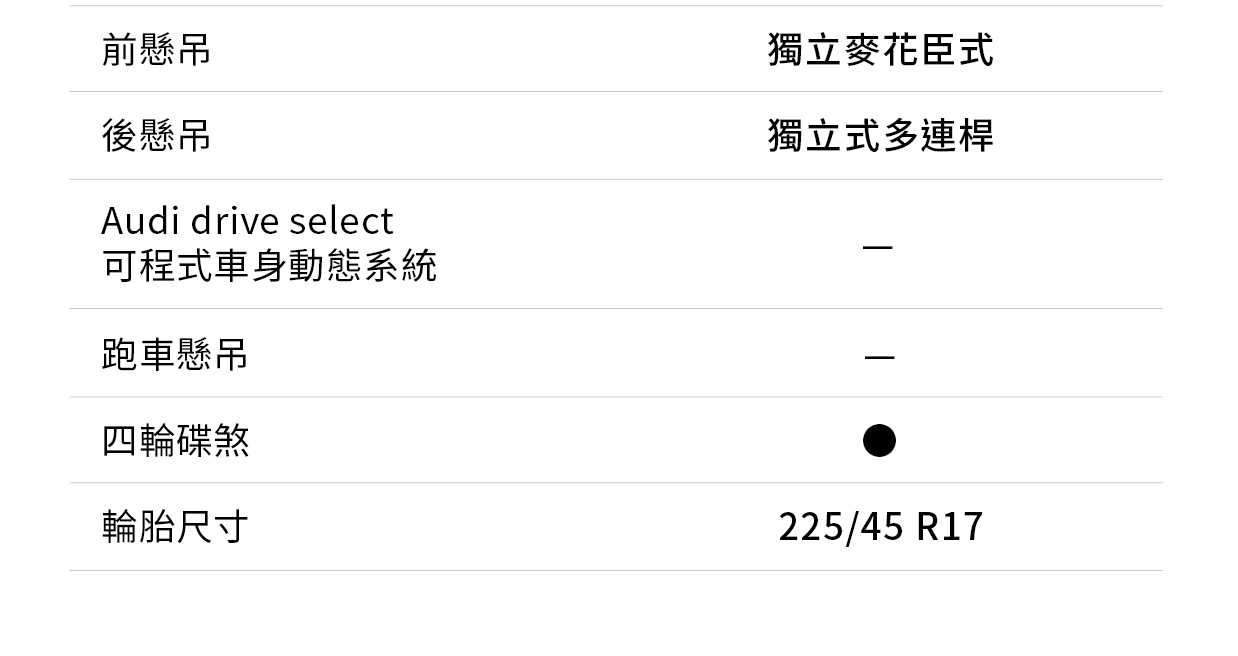 前懸吊 獨立麥花臣式
後懸吊 獨立式多連桿
Audi drive select
可程式車身動態系統 —
跑車懸吊 —
四輪碟煞 ●
輪胎尺寸 225/45 R17